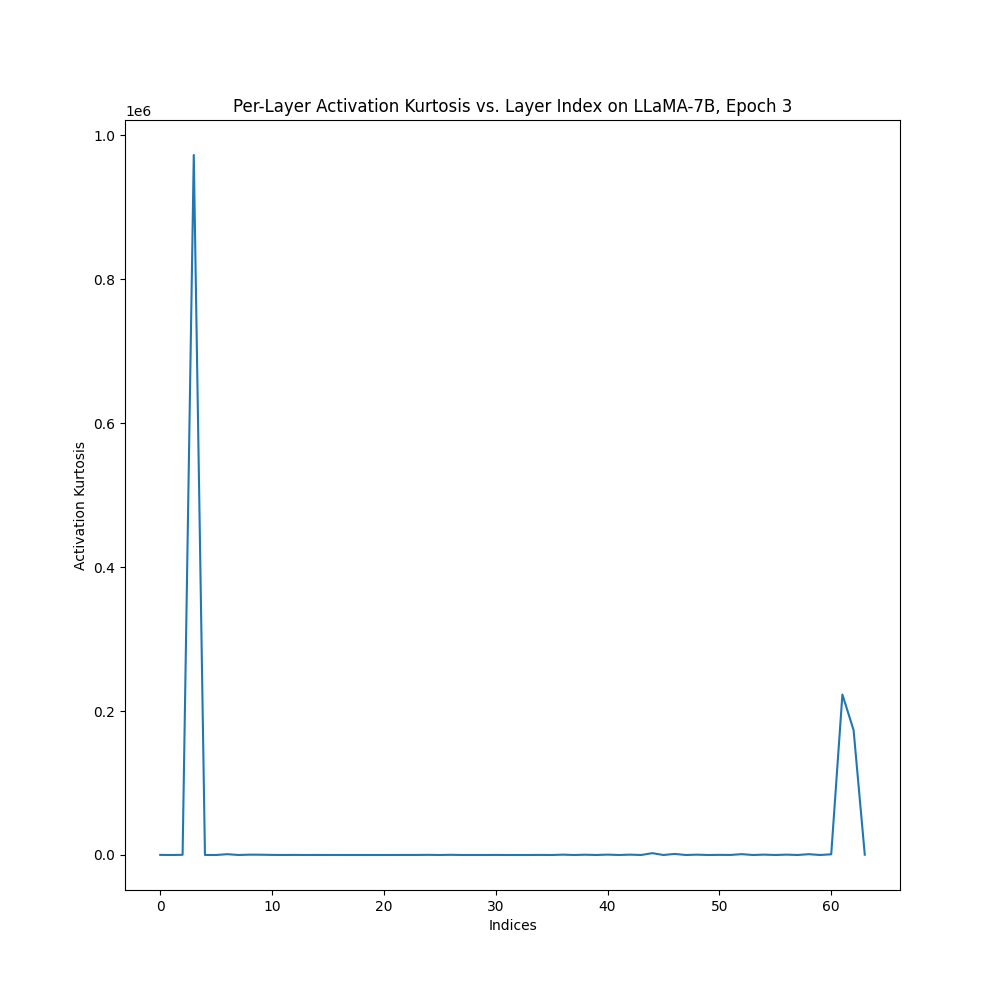 Per-Layer Activation Kurtosis vs. Layer Index on LLaMA-7B, Epoch 3
1e6
1.0
0.8
0.6
0.4
0.2
0.0
Activation Kurtosis
0 10 20 30 40 50 60
Indices